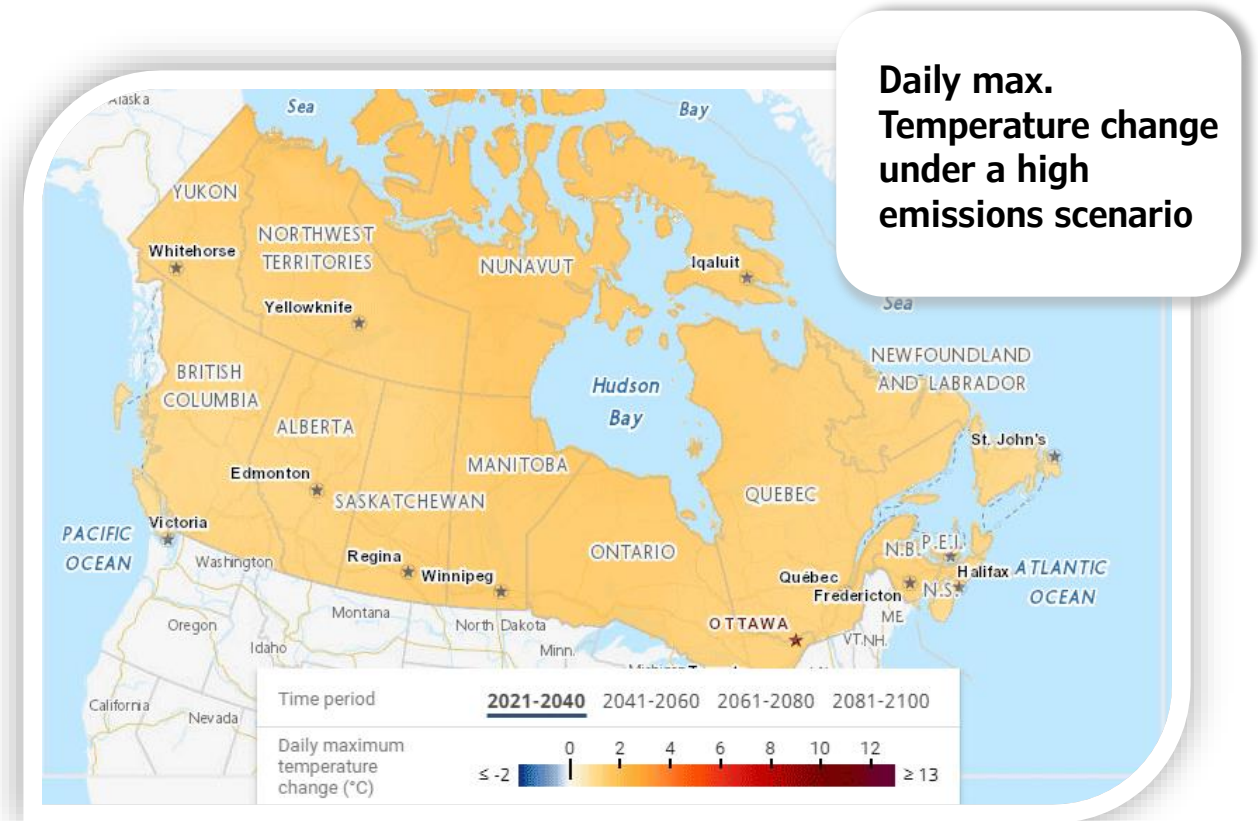 Daily max.
Temperature change
under a high
emissions scenario
Alaska
Sea
Bay
YUKON
NORTHWEST
TERRITORIES
Whitehorse
NUNAVUT
Iqaluit
Yellowknife
Sea
BRITISH
COLUMBIA
Hudson
Bay
NEWFOUNDLAND
AND LABRADOR
ALBERTA
St. John's
Edmonton
MANITOBA
SASKATCHEWAN
QUEBEC
PACIFIC
OCEAN
Victoria
Washington
Regina
Winnipeg
ONTARIO
N.B.
P.E.I.
Québec
Fredericton
N.S.
Halifax
ATLANTIC
OCEAN
Montana
North Dakota
OTTAWA
ME
VT.
N.H.
Oregon
Idaho
Minn.
California
Nevada
Time period 2021-2040 2041-2060 2061-2080 2081-2100
Daily maximum
temperature
change (°C)
0 2 4 6 8 10 12
≤ -2 ≥ 13